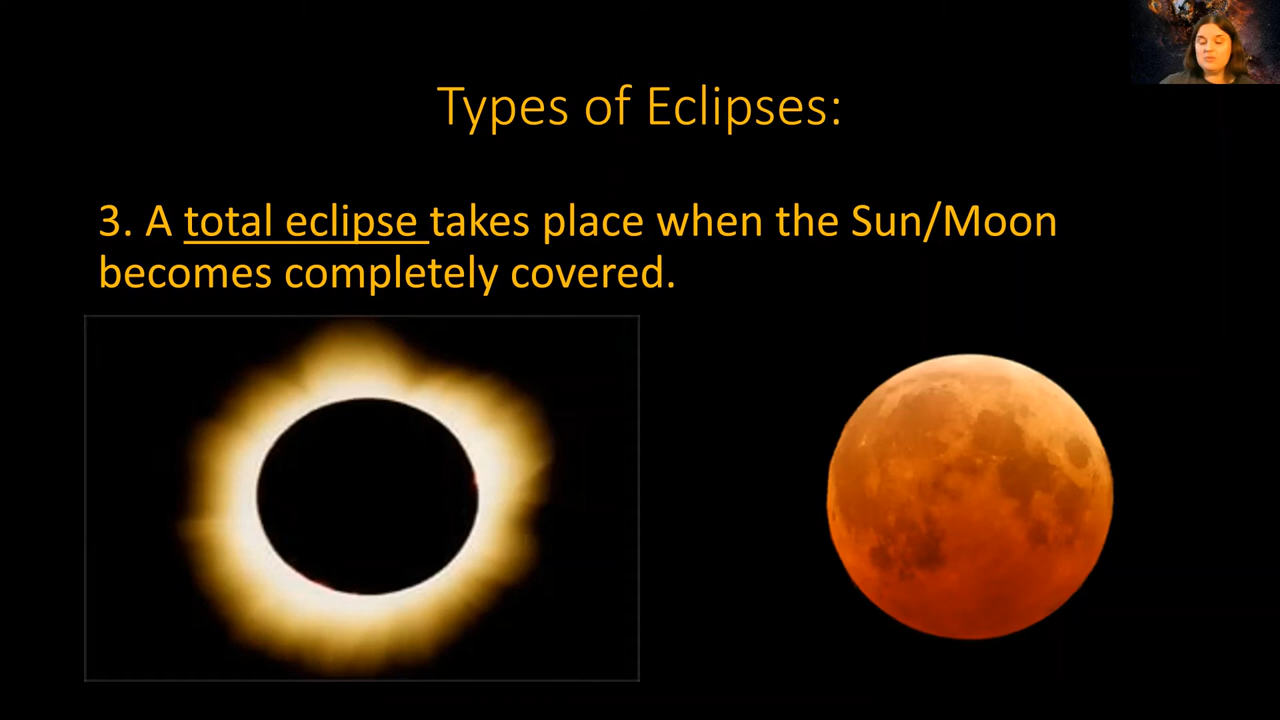 Types of Eclipses:
3. A total eclipse takes place when the Sun/Moon
becomes completely covered.